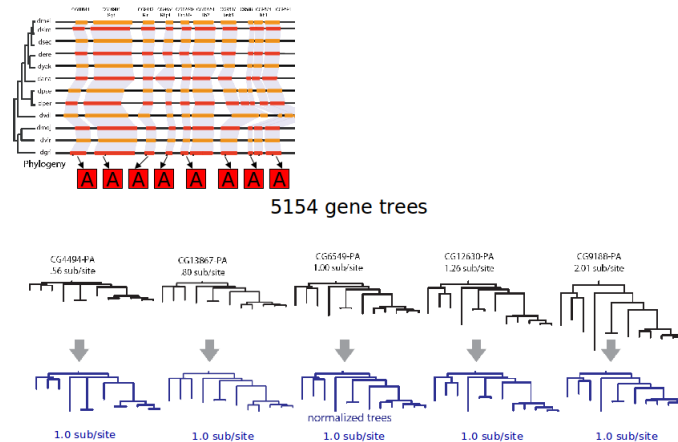 dmel
dsim
dsec
dere
dyak
dana
dpse
dper
dwil
dmoj
dvir
dgri
Phylogeny
A A A A A A A A
5154 gene trees
CG4494-PA CG13867-PA CG6549-PA CG12630-PA CG9188-PA
.56 sub/site .80 sub/site 1.00 sub/site 1.26 sub/site 2.01 sub/site
normalized trees
1.0 sub/site 1.0 sub/site 1.0 sub/site 1.0 sub/site 1.0 sub/site